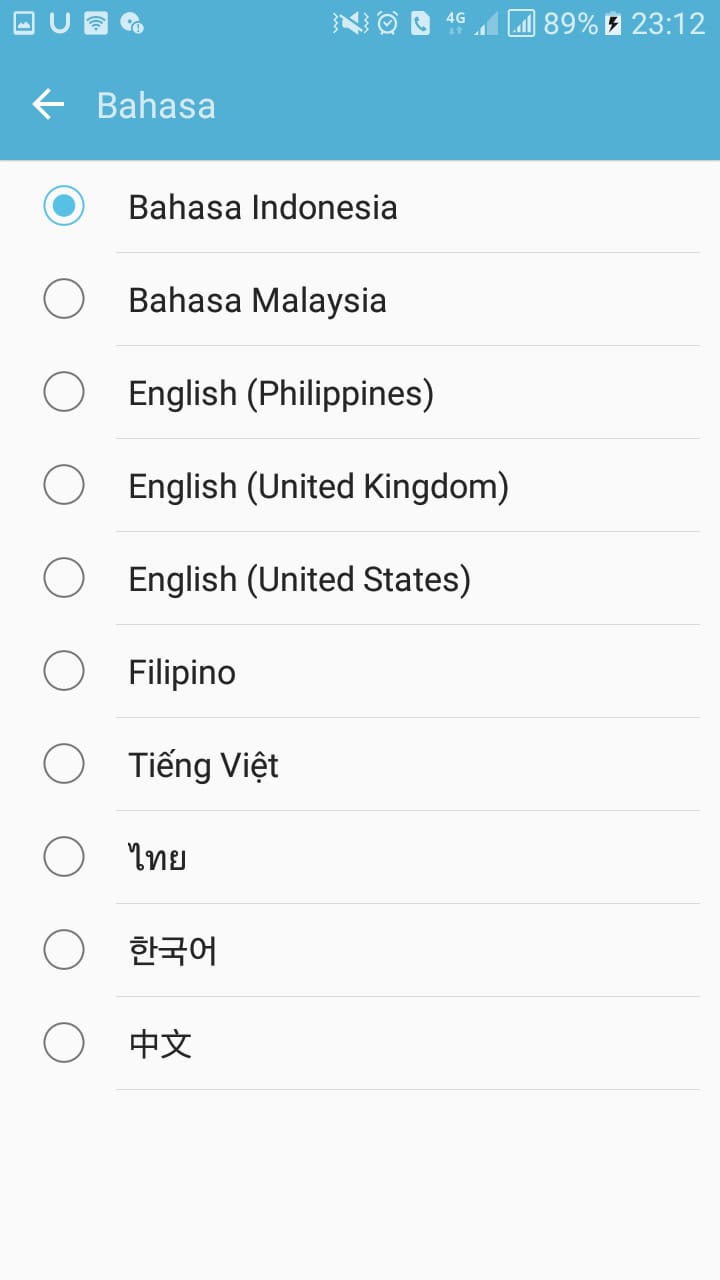 4G 89% 23:12
Bahasa
Bahasa Indonesia
Bahasa Malaysia
English (Philippines)
English (United Kingdom)
English (United States)
Filipino
Tiếng Việt
ไทย
한국어
中文